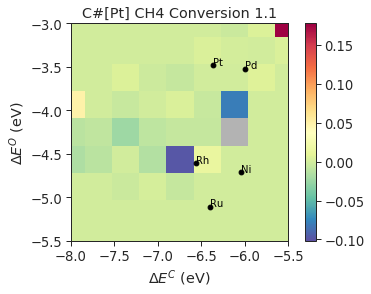 C#[Pt] CH4 Conversion 1.1
−3.0
−3.5
−4.0
−4.5
−5.0
−5.5
ΔE^O (eV)
Pt
Pd
Rh
Ni
Ru
−8.0 −7.5 −7.0 −6.5 −6.0 −5.5
ΔE^C (eV)
0.15
0.10
0.05
0.00
−0.05
−0.10